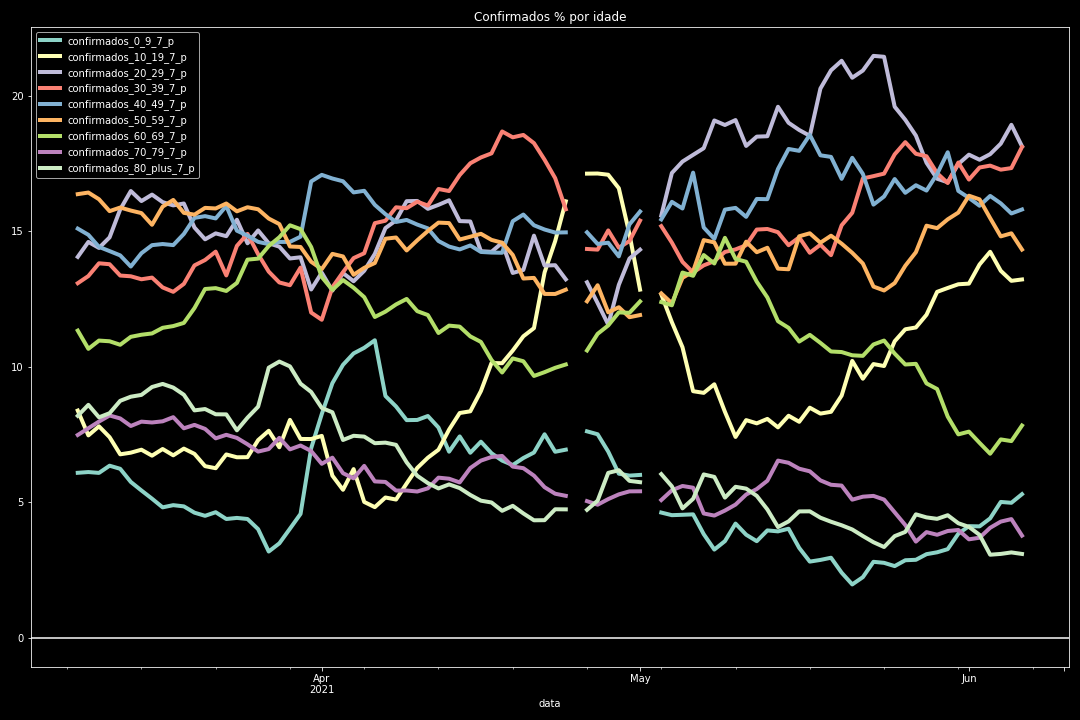 Confirmados % por idade
confirmados_0_9_7_p
confirmados_10_19_7_p
confirmados_20_29_7_p
confirmados_30_39_7_p
confirmados_40_49_7_p
confirmados_50_59_7_p
confirmados_60_69_7_p
confirmados_70_79_7_p
confirmados_80_plus_7_p
20
15
10
5
0
Apr
2021
May
Jun
data